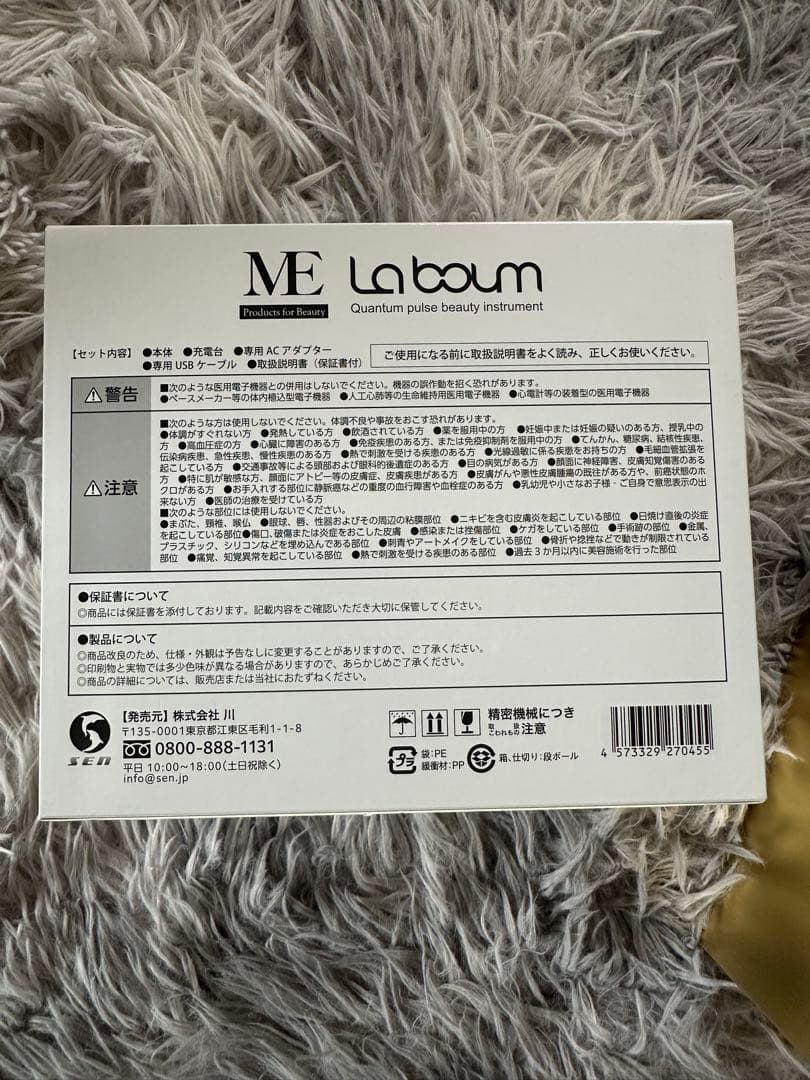 ME
Products for Beauty
La boum
Quantum pulse beauty instrument
【セット内容】 ●本体 ●充電台 ●専用 AC アダプター
●専用 USB ケーブル ●取扱説明書（保証書付）
ご使用になる前に取扱説明書をよく読み、正しくお使いください。
⚠警告
■次のような医用電子機器との併用はしないでください。機器の誤作動を招く恐れがあります。
●ペースメーカー等の体内植込型電子機器 ●人工心肺等の生命維持用医用電子機器 ●心電計等の装着型の医用電子機器
⚠注意
■次のような方は使用しないでください。体調不良や事故をおこす恐れがあります。
●体調がすぐれない方 ●発熱している方 ●飲酒されている方 ●薬を服用中の方 ●妊娠中または妊娠の疑いのある方、授乳中の
方 ●高血圧症の方 ●心臓に障害のある方 ●免疫疾患のある方、または免疫抑制剤を服用中の方 ●てんかん、糖尿病、結核性疾患、
伝染病疾患、急性疾患、慢性疾患のある方 ●熱で刺激を受ける疾患のある方 ●光線過敏に係る疾患をお持ちの方 ●毛細血管拡張を
起こしている方 ●交通事故等による頭部および眼科的後遺症のある方 ●目の病気がある方 ●顔面に神経障害、皮膚知覚障害のある
方 ●特に肌が敏感な方、顔面にアトピー等の皮膚症、皮膚疾患がある方 ●皮膚がんや悪性皮膚腫瘍の既往がある方や、前癌状態のホ
クロがある方 ●お手入れする部位に静脈瘤などの重度の血行障害や血栓症のある方 ●乳幼児や小さなお子様・ご自身で意思表示の出
来ない方 ●医師の治療を受けている方
■次のような部位には使用しないでください。
●まぶた、頸椎、喉仏 ●眼球、唇、性器およびその周辺の粘膜部位 ●ニキビを含む皮膚炎を起こしている部位 ●日焼け直後の炎症
を起こしている部位●傷口、破傷または炎症をおこした皮膚 ●感染または挫傷部位 ●ケガをしている部位 ●手術跡の部位 ●金属、
プラスチック、シリコンなどを埋め込んである部位 ●刺青やアートメイクをしている部位 ●骨折や捻挫などで動きが制限されている
部位 ●痛覚、知覚異常を起こしている部位 ●熱で刺激を受ける疾患のある部位 ●過去 3 か月以内に美容施術を行った部位
●保証書について
◎商品には保証書を添付しております。記載内容をご確認いただき大切に保管してください。
●製品について
◎商品改良のため、仕様・外観は予告なしに変更することがありますので、ご了承ください。
◎印刷物と実物では多少色味が異なる場合がありますので、あらかじめご了承ください。
◎商品の詳細については、販売店または当社におたずねください。
SEN
【発売元】株式会社 川
〒135-0001東京都江東区毛利1-1-8
0800-888-1131
平日 10:00～18:00（土日祝除く）
info@sen.jp
精密機械につき
取扱注意
こわれもの
プラ
袋：PE
緩衝材：PP
箱、仕切り：段ボール
4 573329 270455